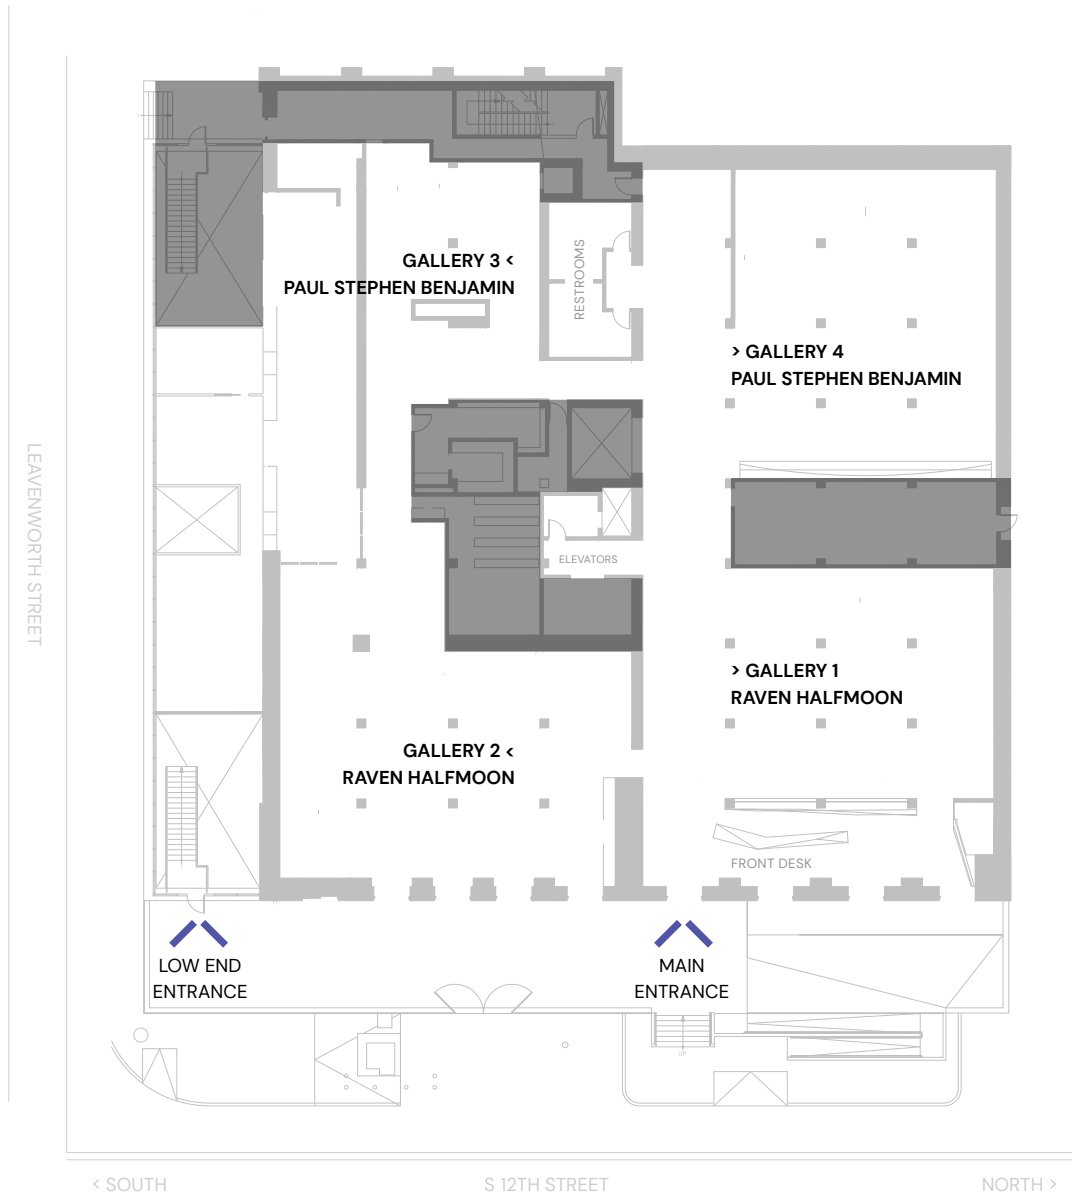 GALLERY 3 <
PAUL STEPHEN BENJAMIN
RESTROOMS
> GALLERY 4
PAUL STEPHEN BENJAMIN
LEAVENWORTH STREET
ELEVATORS
> GALLERY 1
RAVEN HALFMOON
GALLERY 2 <
RAVEN HALFMOON
FRONT DESK
LOW END
ENTRANCE
MAIN
ENTRANCE
UP
< SOUTH
S 12TH STREET
NORTH >